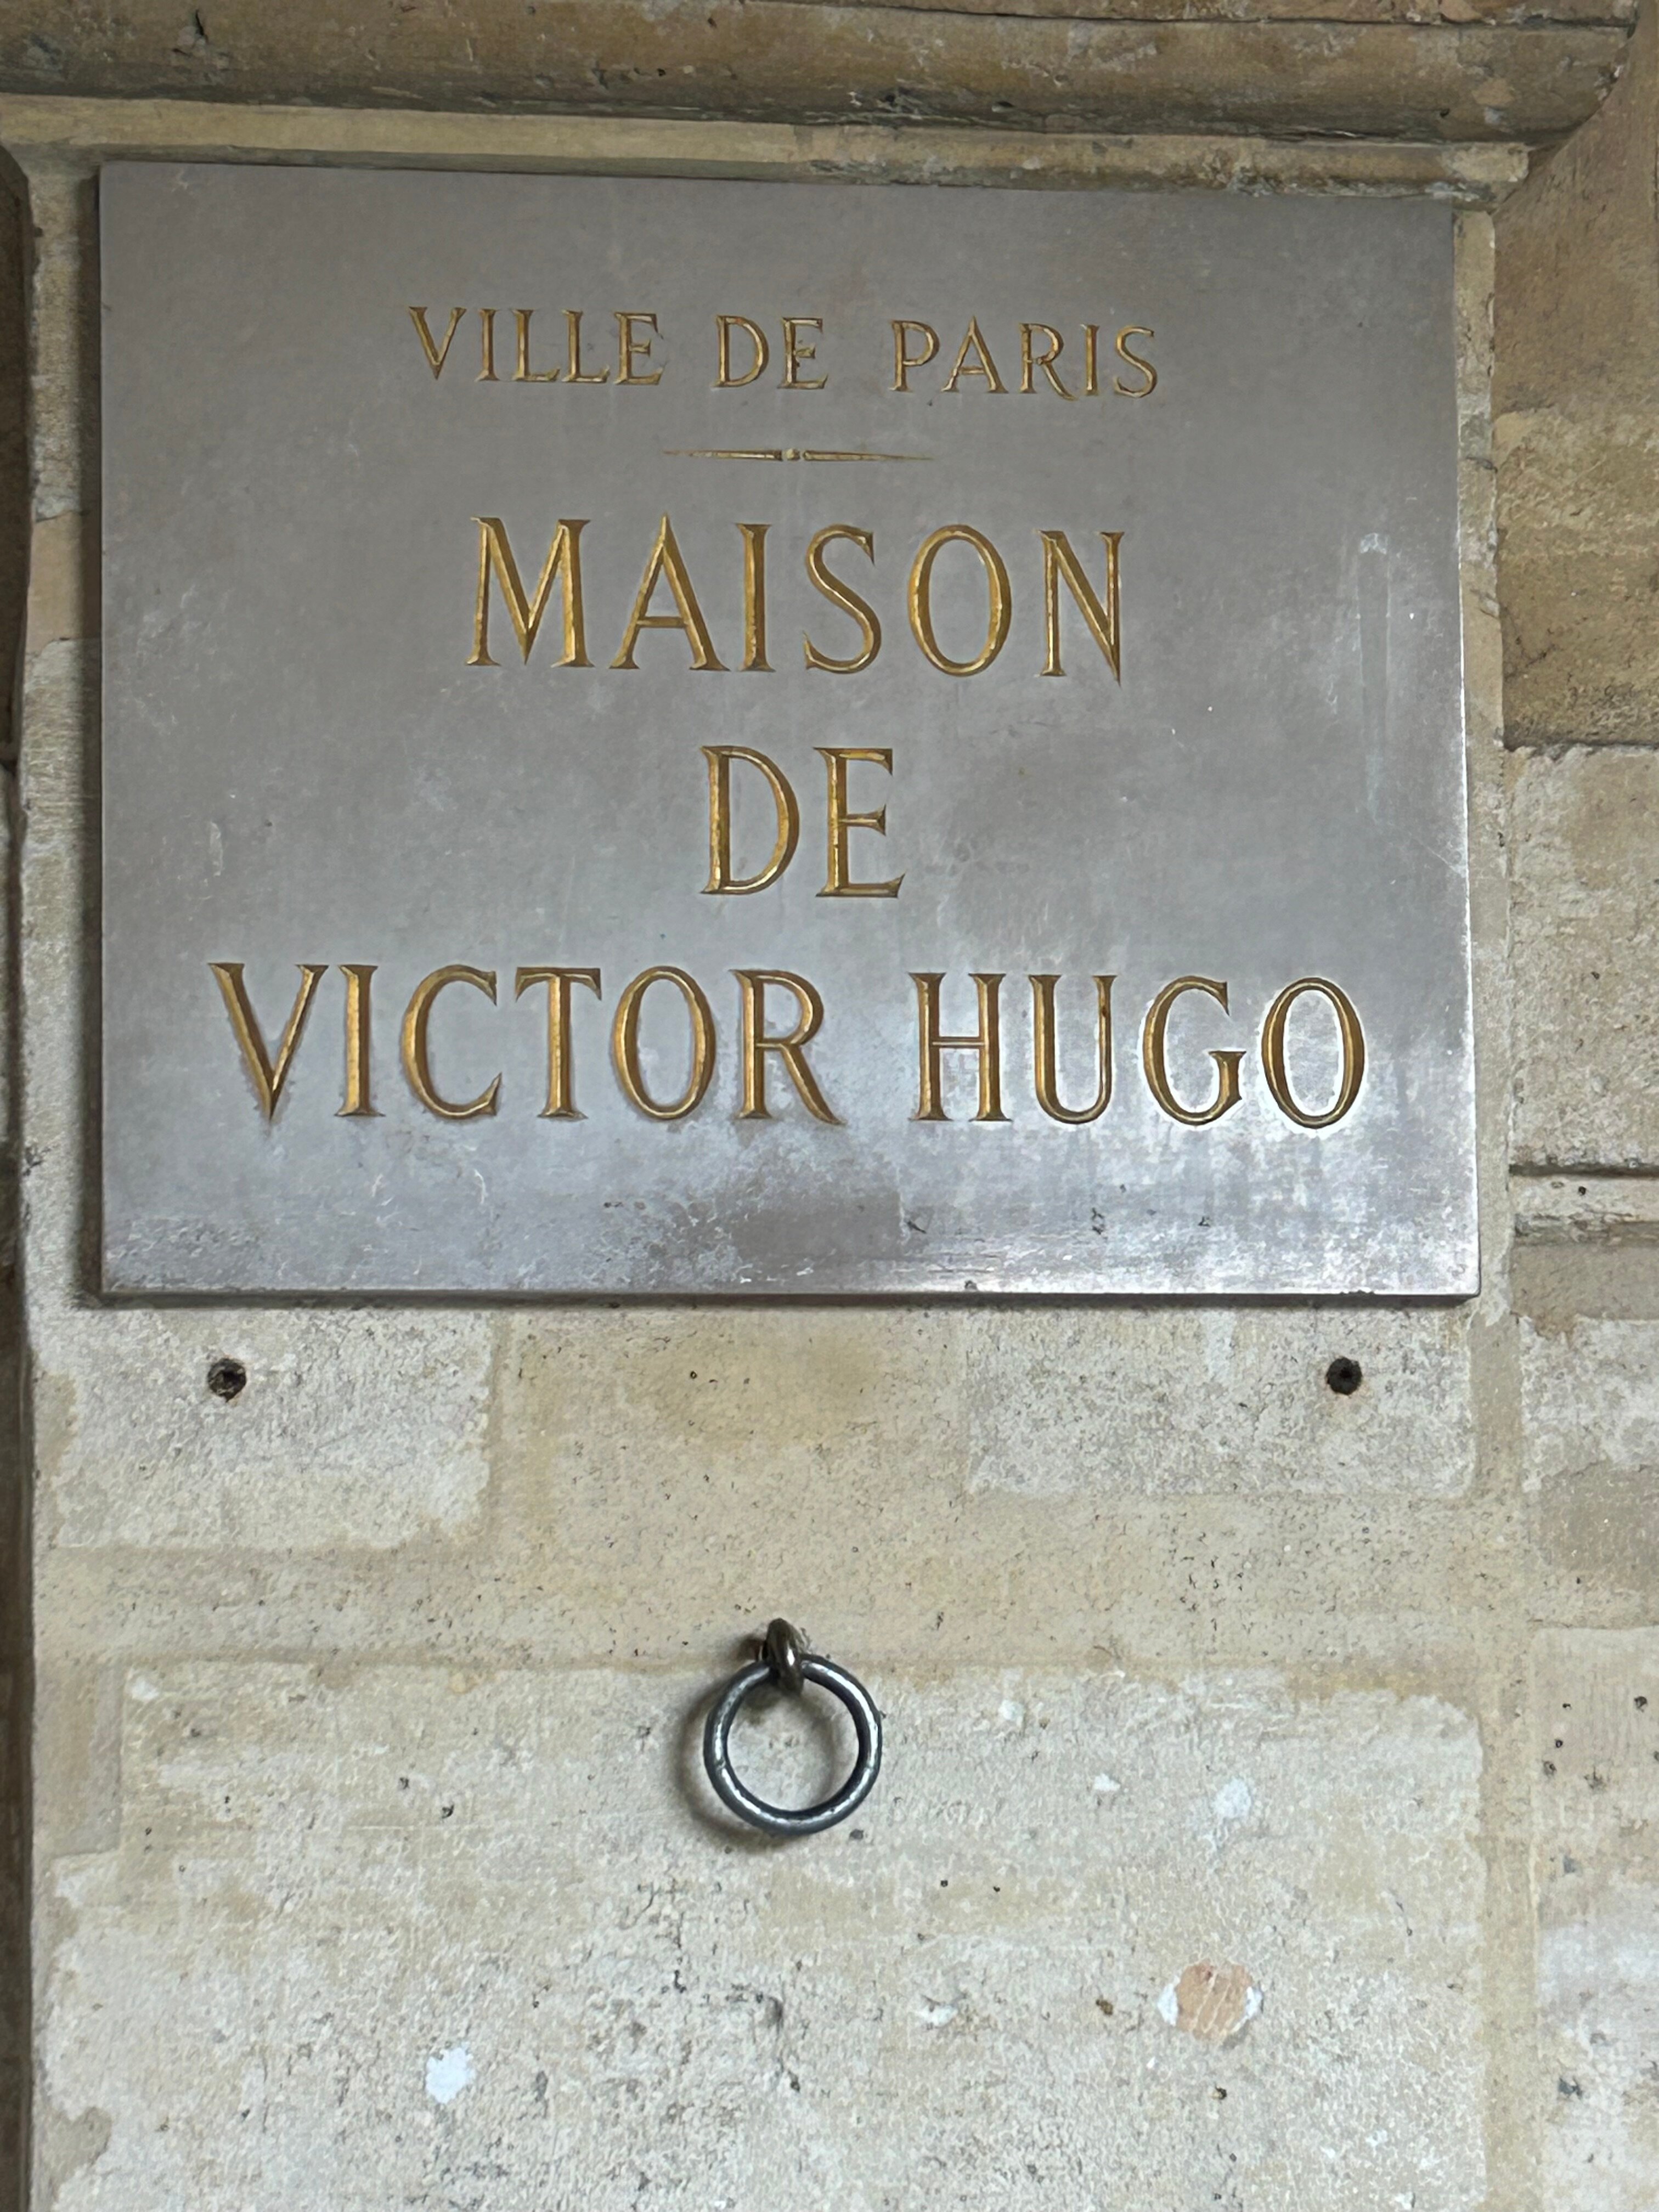 VILLE DE PARIS
MAISON
DE
VICTOR HUGO